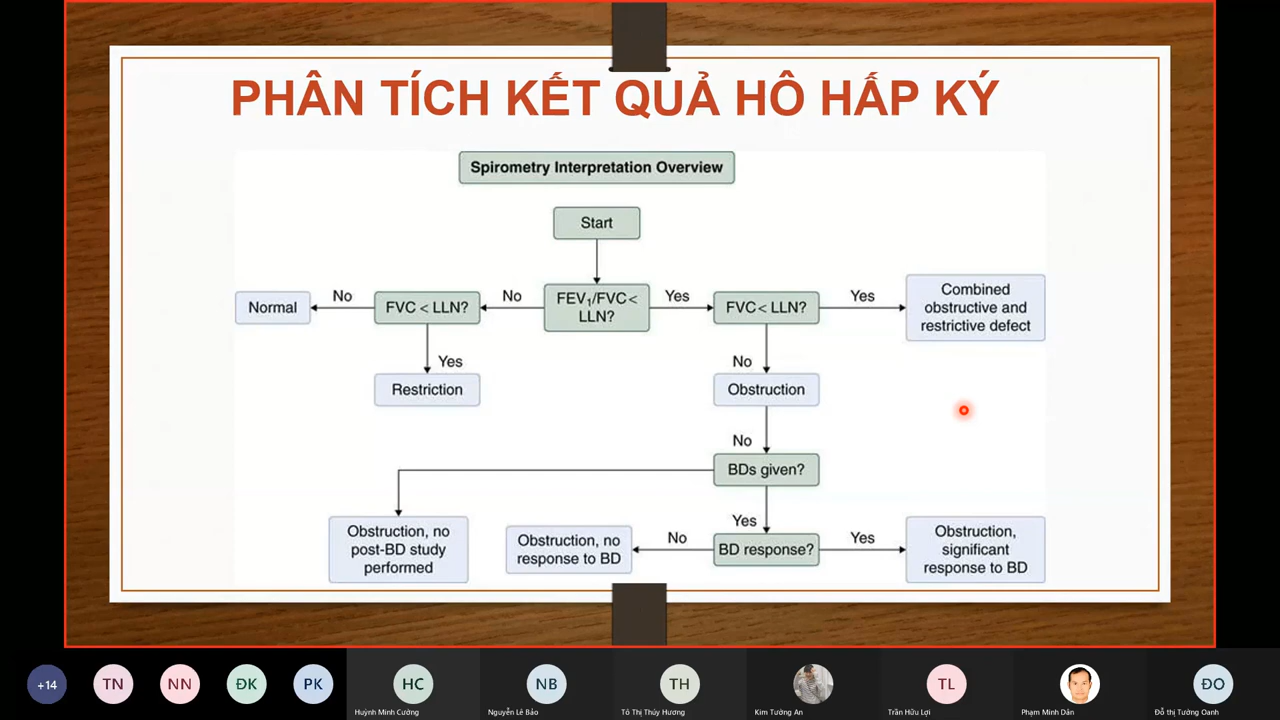 PHÂN TÍCH KẾT QUẢ HÔ HẤP KÝ
Spirometry Interpretation Overview
Start
Normal
No
FVC < LLN?
No
FEV₁/FVC<
LLN?
Yes
FVC< LLN?
Yes
Combined
obstructive and
restrictive defect
Yes
No
Restriction
Obstruction
No
BDs given?
Yes
Obstruction, no
post-BD study
performed
Obstruction, no
response to BD
No
BD response?
Yes
Obstruction,
significant
response to BD
+14
TN
NN
ĐK
PK
HC
NB
TH
TL
ĐO
Huỳnh Minh Cường
Nguyễn Lê Bảo
Tô Thị Thúy Hương
Kim Tường An
Trần Hữu Lợi
Phạm Minh Dân
Đỗ thị Tường Oanh